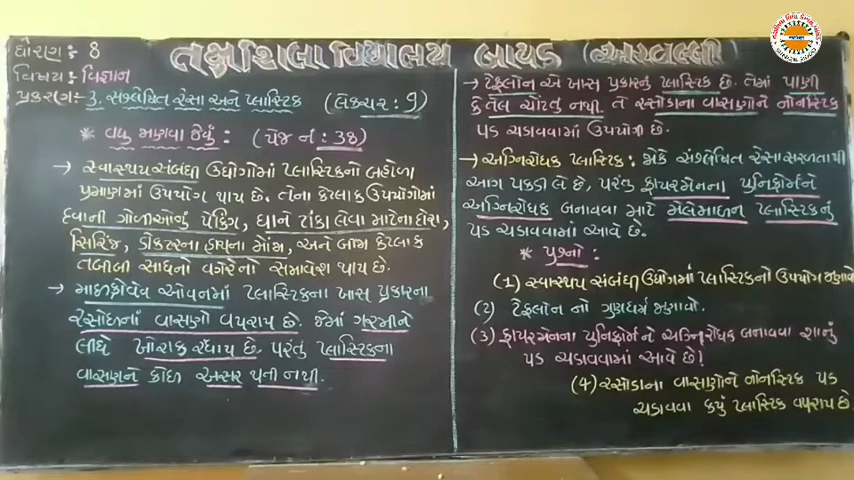 ધોરણ : 8
તક્ષશિલા વિદ્યાલય બાયડ (અરવલ્લી)
વિષય : વિજ્ઞાન
પ્રકરણ - 3. સંશ્લેષિત રેસા અને પ્લાસ્ટિક (લેક્ચર : 9)
* વધુ ભણવા જેવું : (પેજ નં : 38)
→ સ્વાસ્થ્ય સંબંધી ઉદ્યોગોમાં પ્લાસ્ટિકનો બહોળા
પ્રમાણમાં ઉપયોગ થાય છે. તેના કેટલાક ઉપયોગોમાં
દવાની ગોળીઓનું પેકિંગ, ઘાને ટાંકા લેવા માટેના દોરા,
સિરિંજ, ડોક્ટરના હાથના મોંજા, અને બીજા કેટલાક
તબીબી સાધનો વગેરેનો સમાવેશ થાય છે.
→ માઇક્રોવેવ ઓવનમાં પ્લાસ્ટિકના ખાસ પ્રકારના
રસોઇનાં વાસણો વપરાય છે. જેમાં ગરમીને
લીધે ખોરાક રંધાય છે. પરંતુ પ્લાસ્ટિકના
વાસણને કોઇ અસર થતી નથી.
→ ટેફલોન એ ખાસ પ્રકારનું પ્લાસ્ટિક છે. તેમાં પાણી
કે તેલ ચોંટતું નથી. તે રસોડાના વાસણોને નોનસ્ટિક
પડ ચડાવવામાં ઉપયોગી છે.
→ અગ્નિરોધક પ્લાસ્ટિક : જોકે સંશ્લેષિત રેસા સરળતાથી
આગ પકડી લે છે, પરંતુ ફાયરમેનના યુનિફોર્મને
અગ્નિરોધક બનાવવા માટે મેલેમાઇન પ્લાસ્ટિકનું
પડ ચડાવવામાં આવે છે.
* પ્રશ્નો :
(1) સ્વાસ્થ્ય સંબંધી ઉદ્યોગમાં પ્લાસ્ટિકનો ઉપયોગ જણાવો
(2) ટેફલોન નો ગુણધર્મ જણાવો.
(3) ફાયરમેનના યુનિફોર્મને અગ્નિરોધક બનાવવા શાનું
પડ ચડાવવામાં આવે છે?
(4) રસોડાના વાસણોને નોનસ્ટિક પડ
ચડાવવા કયું પ્લાસ્ટિક વપરાય છે